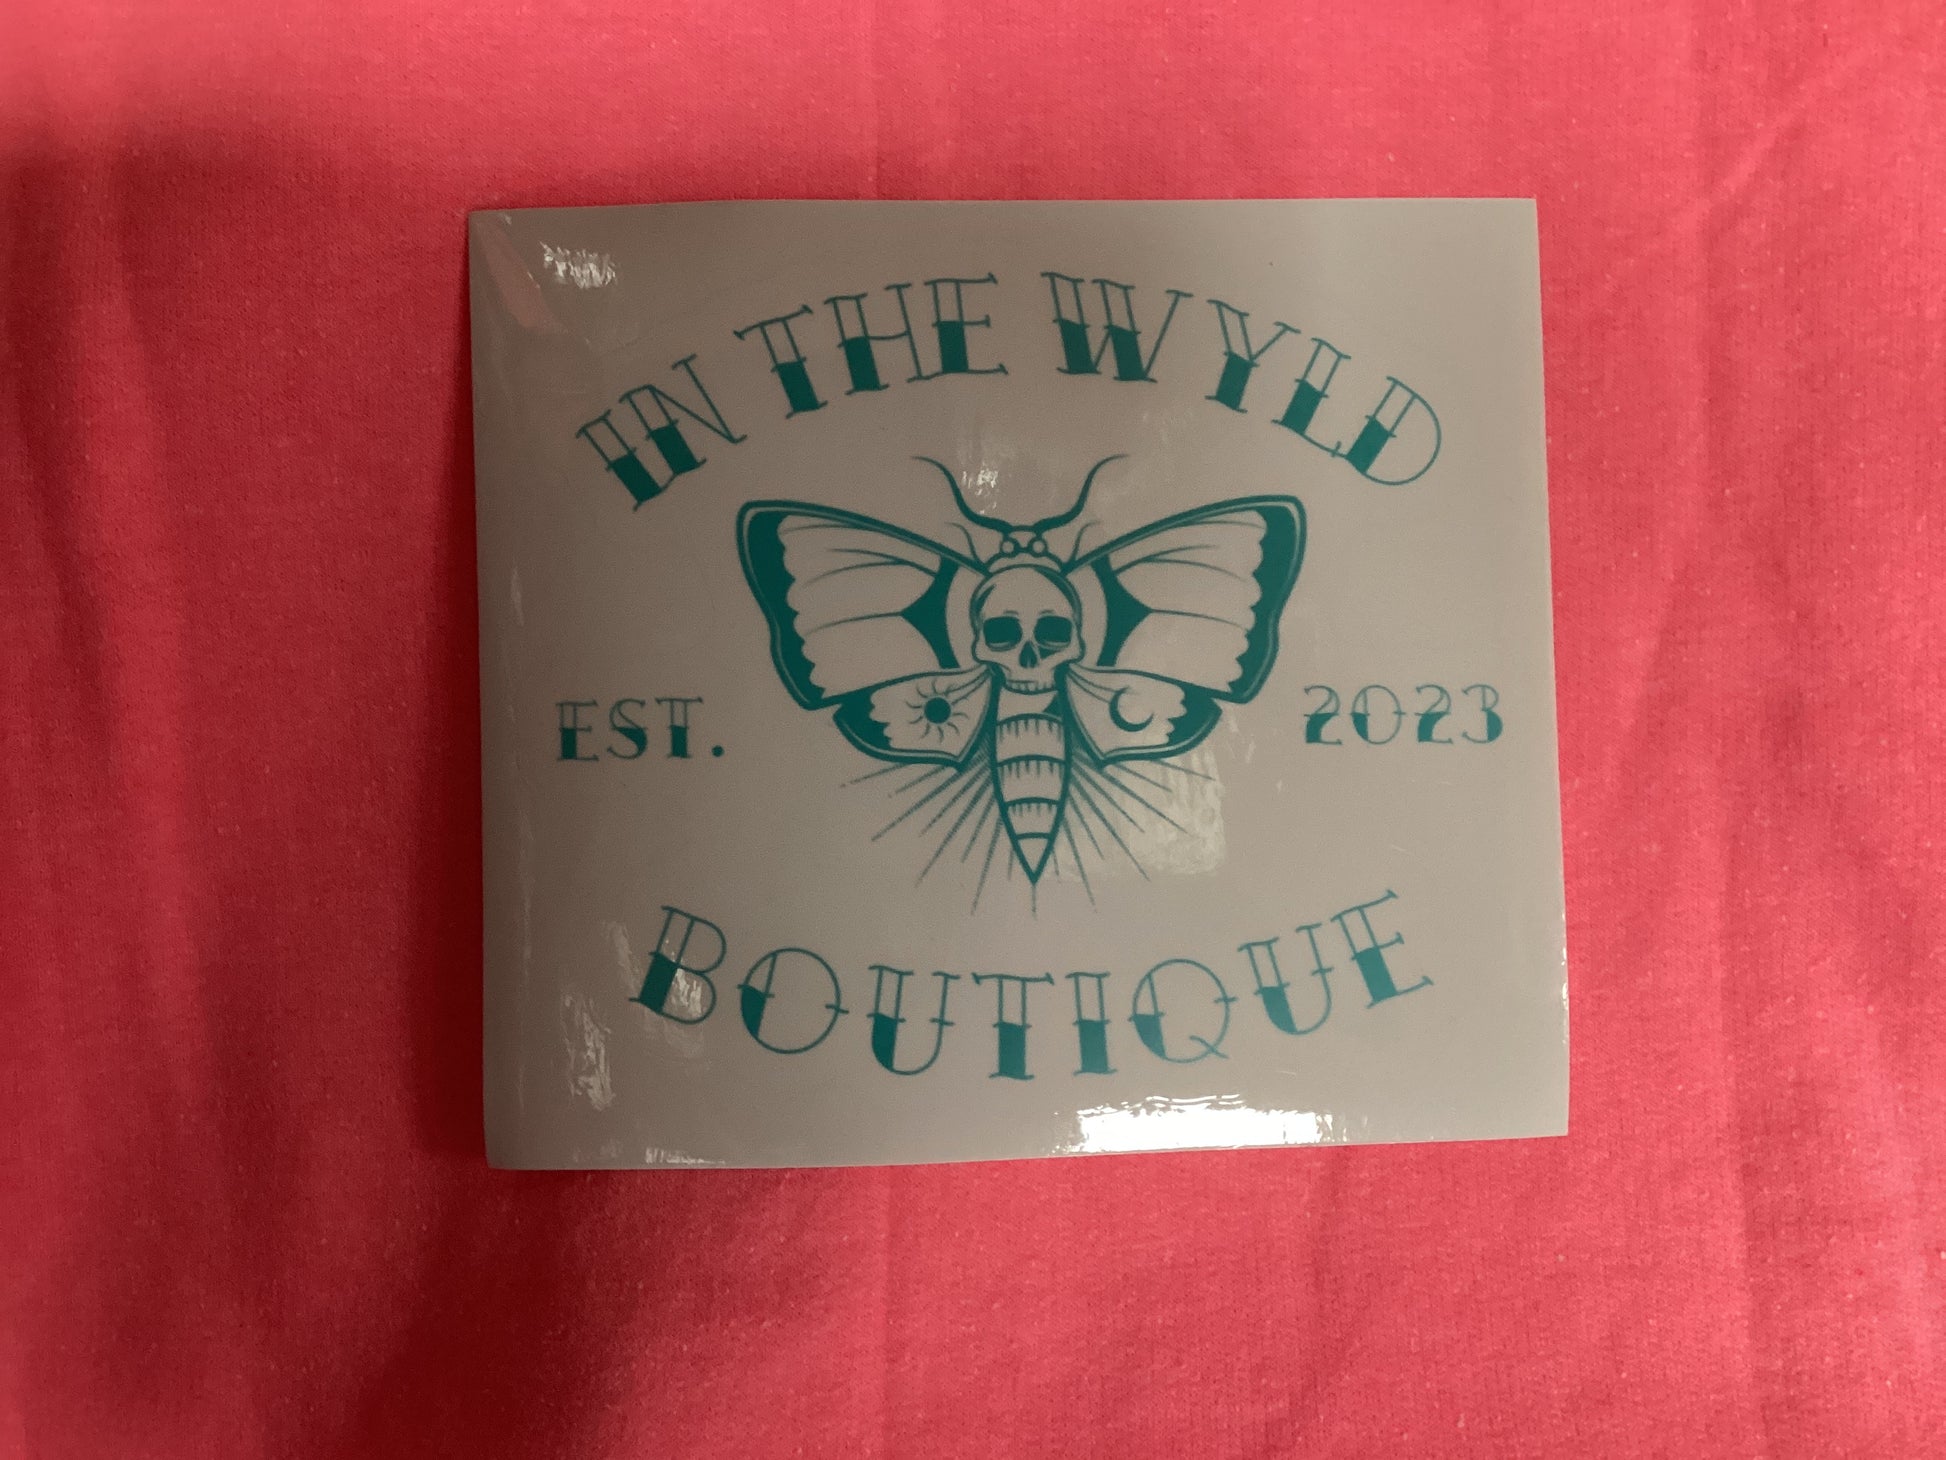 IN THE WYLD
EST. 2023
BOUTIQUE